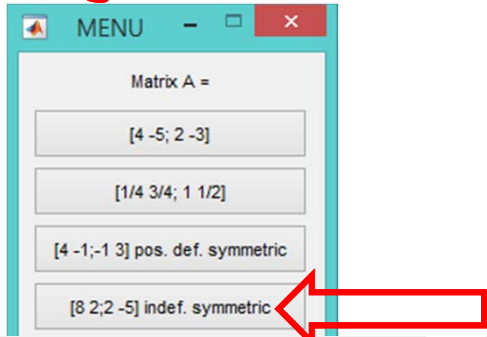 MENU
Matrix A =
[4 -5; 2 -3]
[1/4 3/4; 1 1/2]
[4 -1;-1 3] pos. def. symmetric
[8 2;2 -5] indef. symmetric